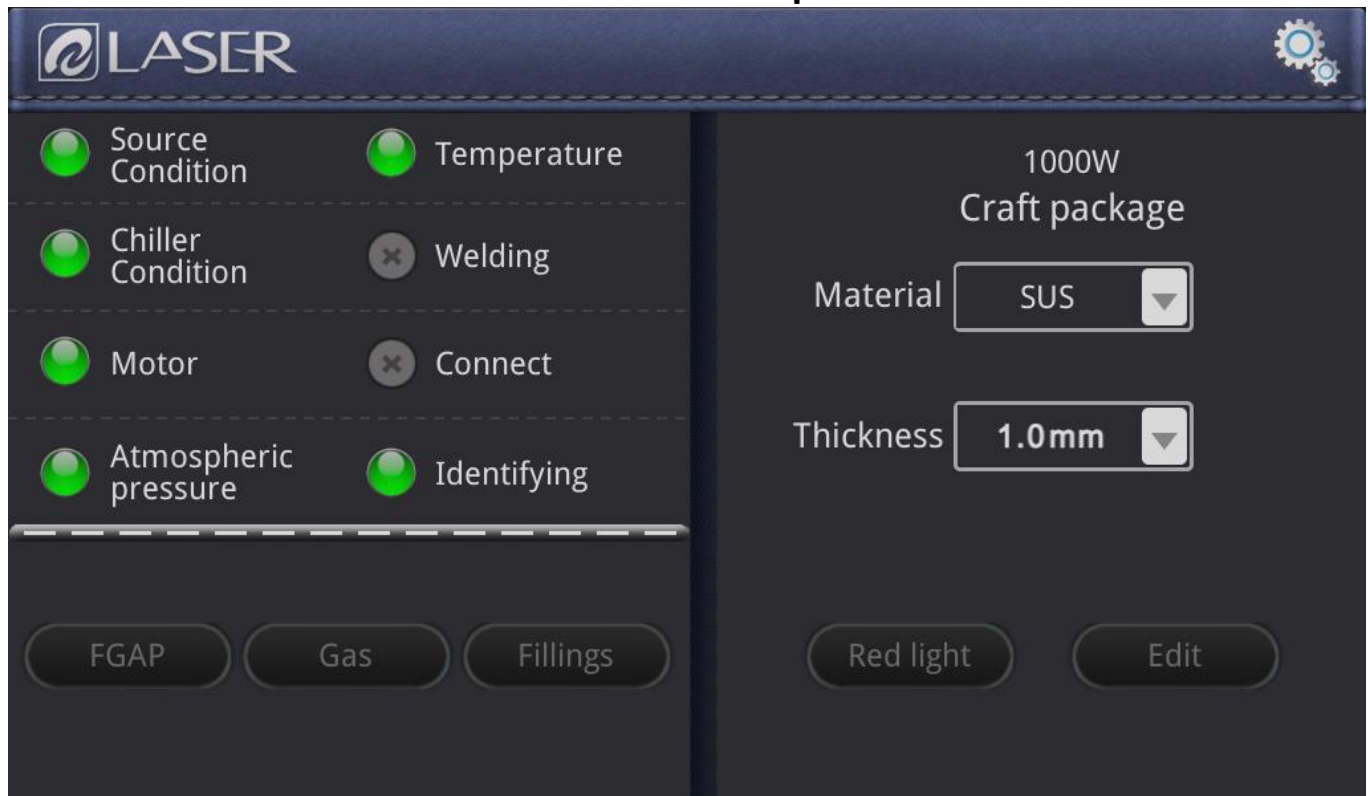 LASER
Source
Condition
Temperature
Chiller
Condition
Welding
Motor
Connect
Atmospheric
pressure
Identifying
FGAP
Gas
Fillings
1000W
Craft package
Material
SUS
Thickness
1.0mm
Red light
Edit